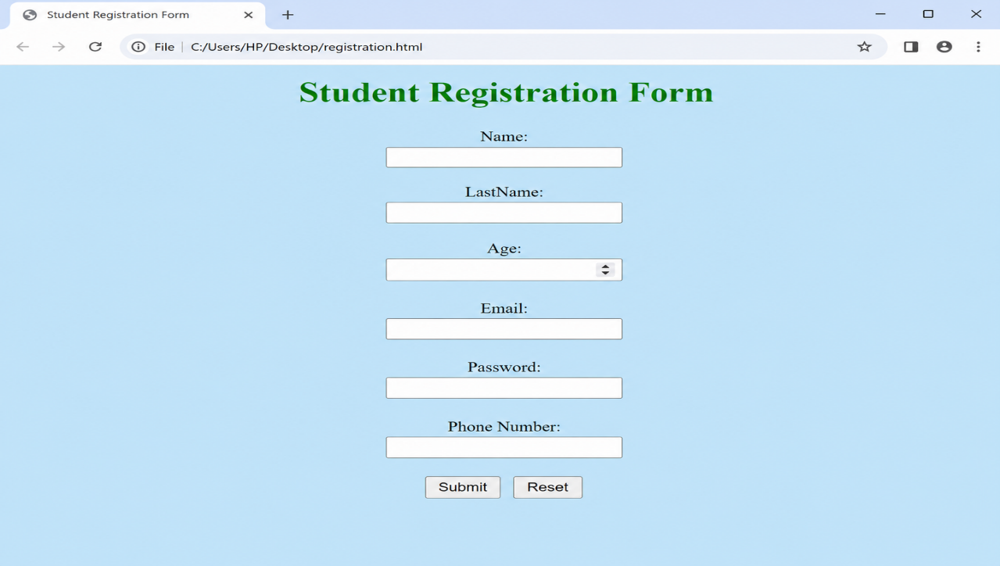 Student Registration Form
File | C:/Users/HP/Desktop/registration.html
Student Registration Form
Name:
LastName:
Age:
Email:
Password:
Phone Number:
Submit Reset